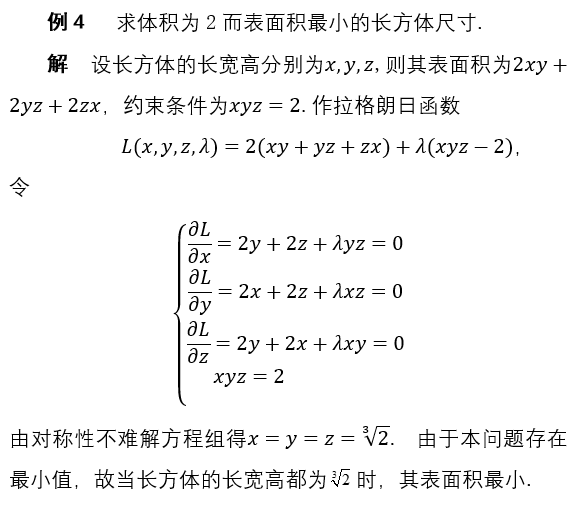 例 4 求体积为 2 而表面积最小的长方体尺寸.
解 设长方体的长宽高分别为x, y, z, 则其表面积为2xy +
2yz + 2zx，约束条件为xyz = 2. 作拉格朗日函数
L(x, y, z, λ) = 2(xy + yz + zx) + λ(xyz − 2),
令
∂L/∂x = 2y + 2z + λyz = 0
∂L/∂y = 2x + 2z + λxz = 0
∂L/∂z = 2y + 2x + λxy = 0
xyz = 2
由对称性不难解方程组得x = y = z = ∛2. 由于本问题存在
最小值，故当长方体的长宽高都为 ∛2 时，其表面积最小.